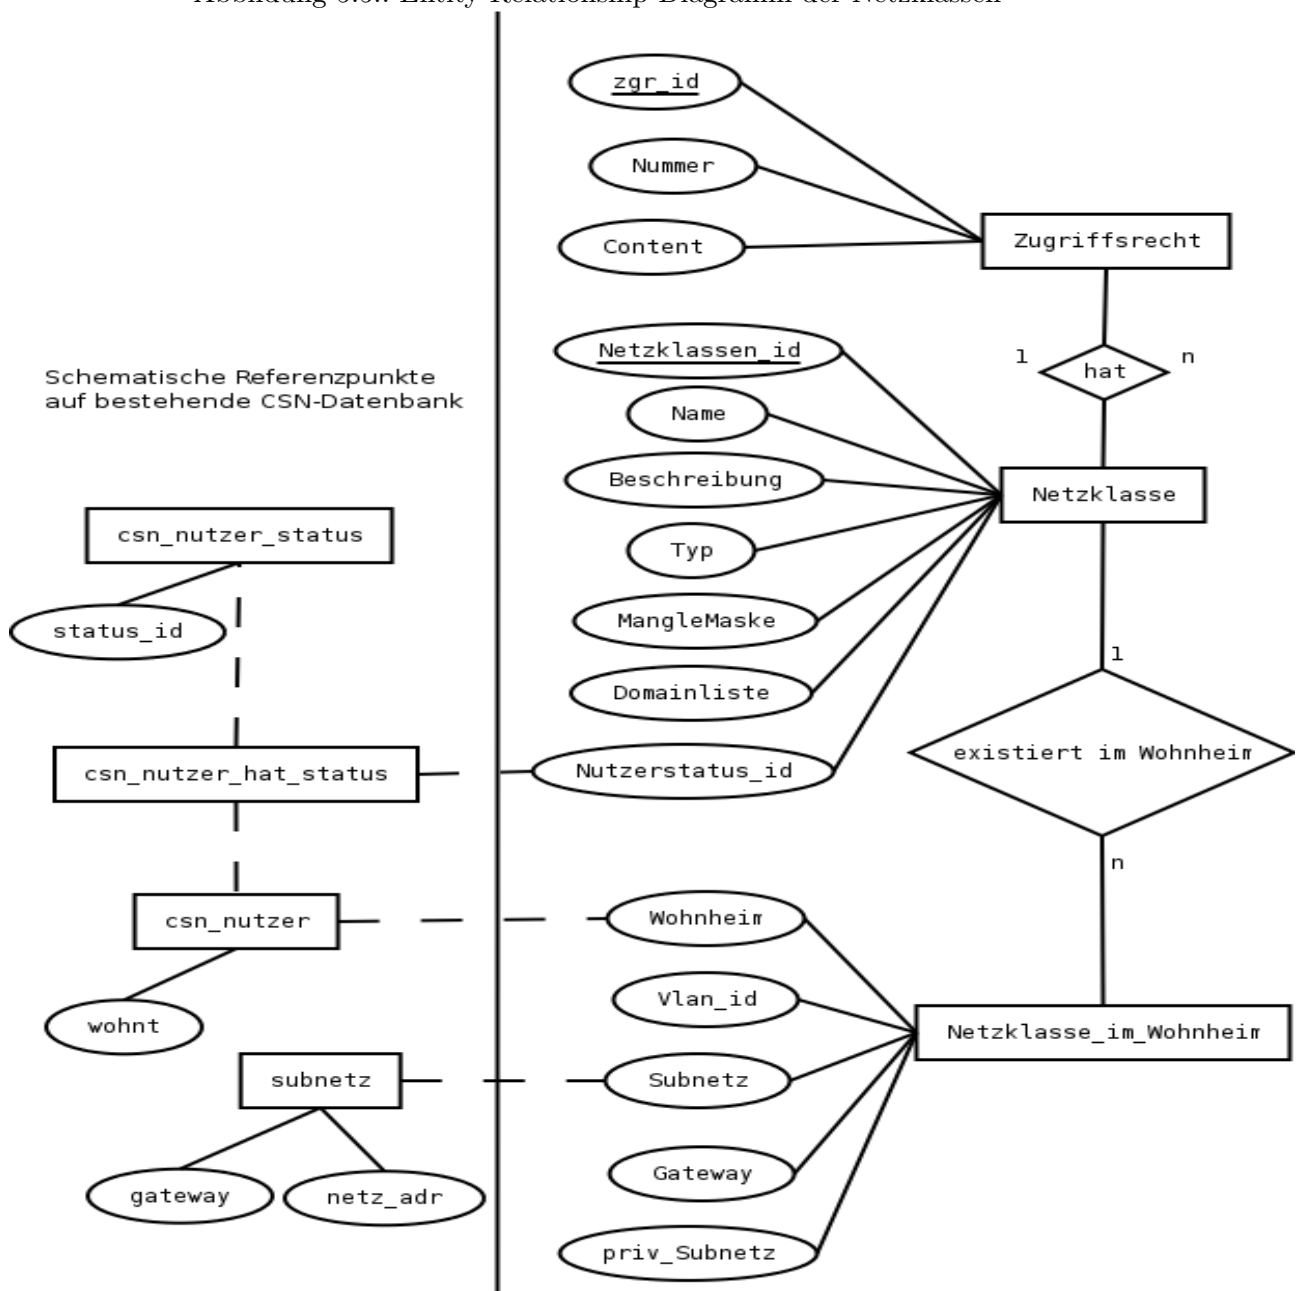 zgr_id
Nummer
Content
Zugriffsrecht
1
hat
n
Schematische Referenzpunkte
auf bestehende CSN-Datenbank
Netzklassen_id
Name
Beschreibung
Typ
MangleMaske
Domainliste
Nutzerstatus_id
Netzklasse
1
existiert im Wohnheim
n
csn_nutzer_status
status_id
csn_nutzer_hat_status
csn_nutzer
wohnt
subnetz
gateway
netz_adr
Wohnheim
Vlan_id
Subnetz
Gateway
priv_Subnetz
Netzklasse_im_Wohnheim